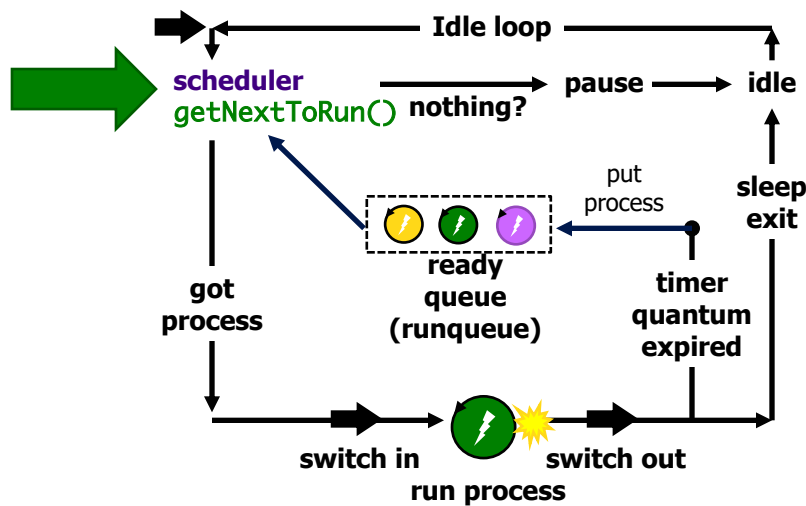 Idle loop
scheduler
getNextToRun()
nothing?
pause
idle
put
process
sleep
exit
ready
queue
(runqueue)
got
process
timer
quantum
expired
switch in
switch out
run process